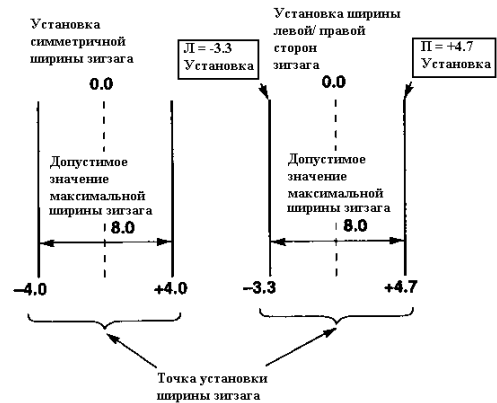 Установка
симметричной
ширины зигзага
0.0
Установка ширины
левой/ правой
сторон
зигзага
0.0
Л = -3.3
Установка
П = +4.7
Установка
Допустимое
значение
максимальной
ширины зигзага
8.0
Допустимое
значение
максимальной
ширины зигзага
8.0
–4.0
+4.0
–3.3
+4.7
Точка установки
ширины зигзага